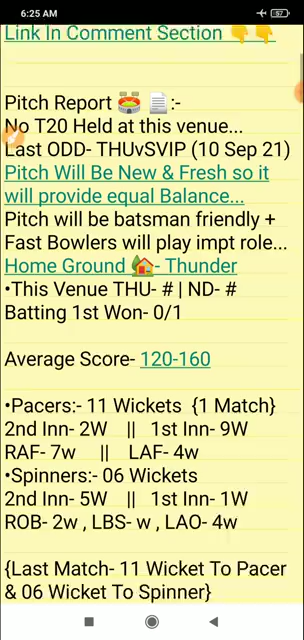 6:25 AM 57
Link In Comment Section 👇👇
Pitch Report 🏟 📄 :-
No T20 Held at this venue...
Last ODD- THUvSVIP (10 Sep 21)
Pitch Will Be New & Fresh so it
will provide equal Balance...
Pitch will be batsman friendly +
Fast Bowlers will play impt role...
Home Ground 🏠- Thunder
•This Venue THU- # | ND- #
Batting 1st Won- 0/1
Average Score- 120-160
•Pacers:- 11 Wickets {1 Match}
2nd Inn- 2W || 1st Inn- 9W
RAF- 7w || LAF- 4w
•Spinners:- 06 Wickets
2nd Inn- 5W || 1st Inn- 1W
ROB- 2w , LBS- w , LAO- 4w
{Last Match- 11 Wicket To Pacer
& 06 Wicket To Spinner}